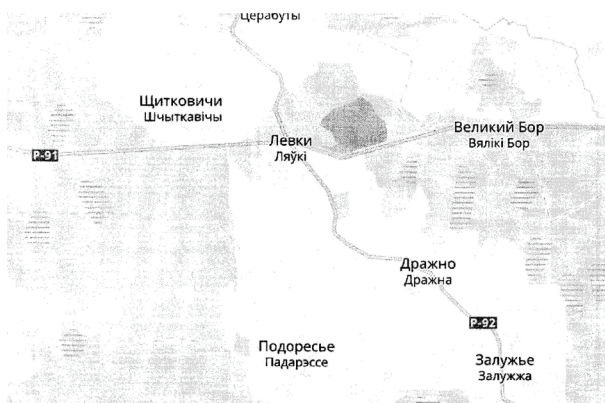 Церабуты
Щитковичи
Шчыткавічы
Великий Бор
Вялікі Бор
Левки
Ляўкі
Р-91
Дражно
Дражна
Р-92
Подоресье
Падарэссе
Залужье
Залужжа